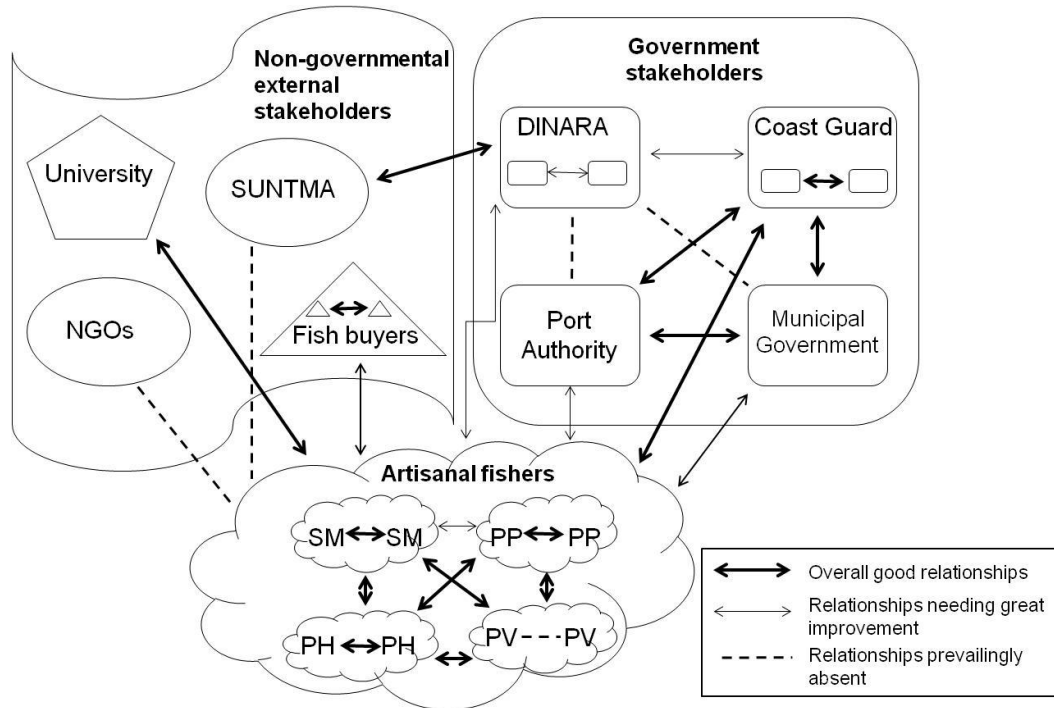 Non-governmental
external
stakeholders
Government
stakeholders
University
SUNTMA
DINARA
Coast Guard
NGOs
Fish buyers
Port
Authority
Municipal
Government
Artisanal fishers
SM SM
PP PP
PH PH
PV PV
Overall good relationships
Relationships needing great
improvement
Relationships prevailingly
absent